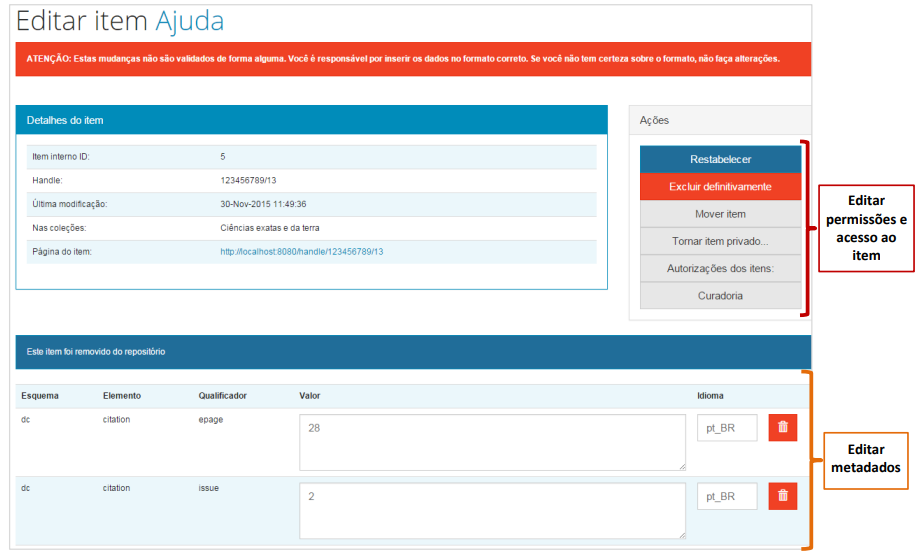 Editar item Ajuda
ATENÇÃO: Estas mudanças não são validados de forma alguma. Você é responsável por inserir os dados no formato correto. Se você não tem certeza sobre o formato, não faça alterações.
Detalhes do item
Item interno ID: 5
Handle: 123456789/13
Última modificação: 30-Nov-2015 11:49:36
Nas coleções: Ciências exatas e da terra
Página do item: http://localhost:8080/handle/123456789/13
Ações
Restabelecer
Excluir definitivamente
Mover item
Tornar item privado...
Autorizações dos itens:
Curadoria
Editar
permissões e
acesso ao
item
Este item foi removido do repositório
Esquema Elemento Qualificador Valor Idioma
dc citation epage 28 pt_BR
dc citation issue 2 pt_BR
Editar
metadados